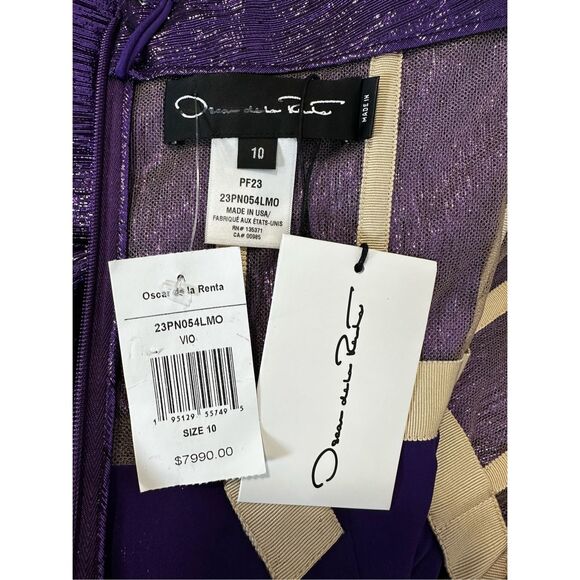 Oscar de la Renta
MADE IN
10
PF23
23PN054LMO
MADE IN USA/
FABRIQUÉ AUX ÉTATS-UNIS
RN# 135371
CA# 00985
Oscar de la Renta
23PN054LMO
VIO
1 95129 55749 5
SIZE 10
$7990.00
Oscar de la Renta